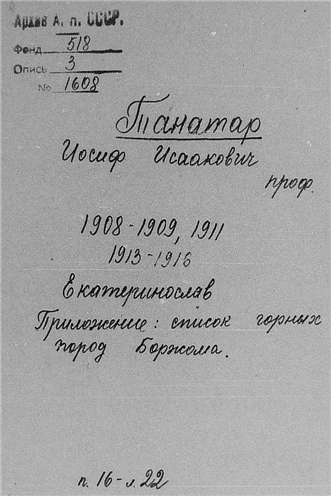 Архив А. п. СССР.
Фонд 518
Опись 3
№ 1608
Танатар
Иосиф Исаакович
проф.
1908-1909, 1911
1913-1916
Екатеринослав
Приложение: список горных
пород Боржома.
п. 16-л. 22